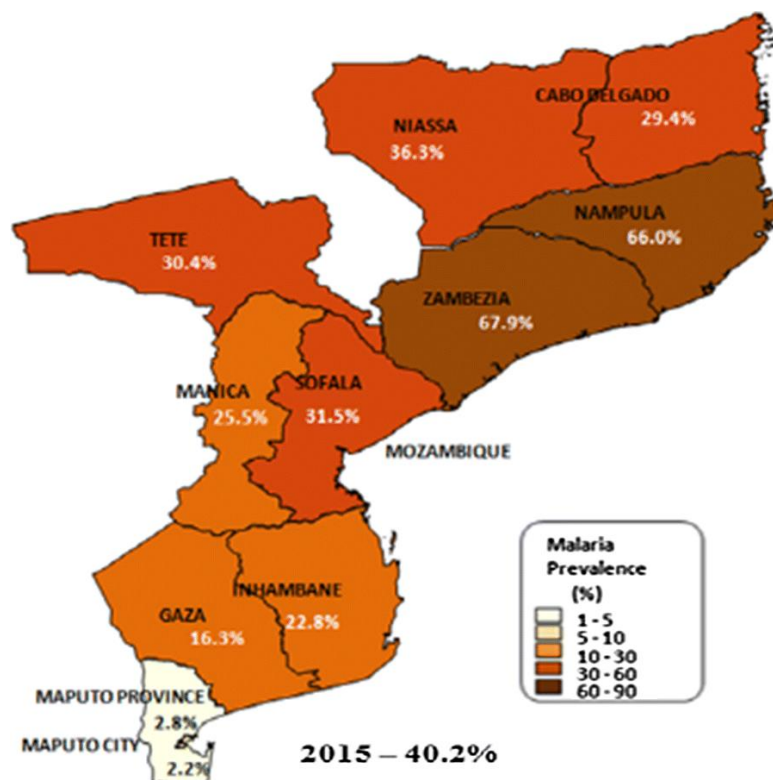 CABO DELGADO
29.4%
NIASSA
36.3%
NAMPULA
66.0%
TETE
30.4%
ZAMBEZIA
67.9%
MANICA
25.5%
SOFALA
31.5%
MOZAMBIQUE
INHAMBANE
22.8%
GAZA
16.3%
MAPUTO PROVINCE
2.8%
MAPUTO CITY
2.2%
2015 – 40.2%
Malaria
Prevalence
(%)
1 - 5
5 - 10
10 - 30
30 - 60
60 - 90